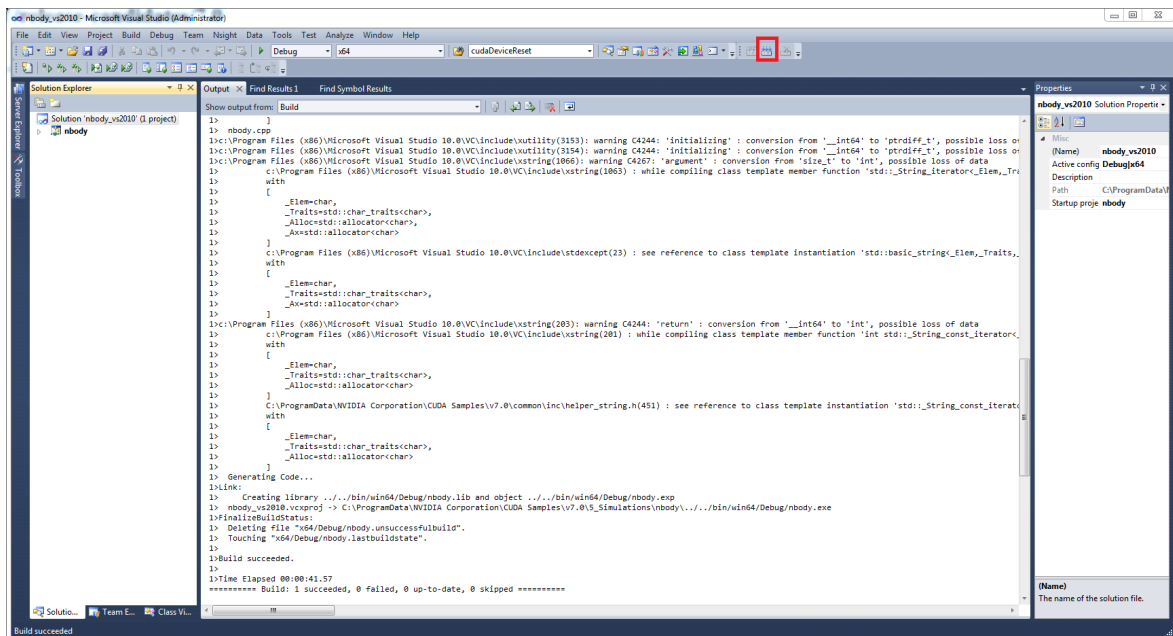 nbody_vs2010 - Microsoft Visual Studio (Administrator)
File Edit View Project Build Debug Team Nsight Data Tools Test Analyze Window Help
Debug x64 cudaDeviceReset
Solution Explorer
Solution 'nbody_vs2010' (1 project)
nbody
Server Explorer
Toolbox
Output Find Results 1 Find Symbol Results
Show output from: Build
1> ]
1> nbody.cpp
1>c:\Program Files (x86)\Microsoft Visual Studio 10.0\VC\include\xutility(3153): warning C4244: 'initializing' : conversion from '__int64' to 'ptrdiff_t', possible loss o
1>c:\Program Files (x86)\Microsoft Visual Studio 10.0\VC\include\xutility(3154): warning C4244: 'initializing' : conversion from '__int64' to 'ptrdiff_t', possible loss o
1>c:\Program Files (x86)\Microsoft Visual Studio 10.0\VC\include\xstring(1066): warning C4267: 'argument' : conversion from 'size_t' to 'int', possible loss of data
1> c:\Program Files (x86)\Microsoft Visual Studio 10.0\VC\include\xstring(1063) : while compiling class template member function 'std::_String_iterator<_Elem,_Tra
1> with
1> [
1> _Elem=char,
1> _Traits=std::char_traits<char>,
1> _Alloc=std::allocator<char>,
1> _Ax=std::allocator<char>
1> ]
1> c:\Program Files (x86)\Microsoft Visual Studio 10.0\VC\include\stdexcept(23) : see reference to class template instantiation 'std::basic_string<_Elem,_Traits,_
1> with
1> [
1> _Elem=char,
1> _Traits=std::char_traits<char>,
1> _Ax=std::allocator<char>
1> ]
1>c:\Program Files (x86)\Microsoft Visual Studio 10.0\VC\include\xstring(203): warning C4244: 'return' : conversion from '__int64' to 'int', possible loss of data
1> c:\Program Files (x86)\Microsoft Visual Studio 10.0\VC\include\xstring(201) : while compiling class template member function 'int std::_String_const_iterator<_
1> with
1> [
1> _Elem=char,
1> _Traits=std::char_traits<char>,
1> _Alloc=std::allocator<char>
1> ]
1> C:\ProgramData\NVIDIA Corporation\CUDA Samples\v7.0\common\inc\helper_string.h(451) : see reference to class template instantiation 'std::_String_const_iterato
1> with
1> [
1> _Elem=char,
1> _Traits=std::char_traits<char>,
1> _Alloc=std::allocator<char>
1> ]
1> Generating Code...
1>Link:
1> Creating library ../../bin/win64/Debug/nbody.lib and object ../../bin/win64/Debug/nbody.exp
1> nbody_vs2010.vcxproj -> C:\ProgramData\NVIDIA Corporation\CUDA Samples\v7.0\5_Simulations\nbody\../../bin/win64/Debug/nbody.exe
1>FinalizeBuildStatus:
1> Deleting file "x64/Debug/nbody.unsuccessfulbuild".
1> Touching "x64/Debug/nbody.lastbuildstate".
1>
1>Build succeeded.
1>
1>Time Elapsed 00:00:41.57
========== Build: 1 succeeded, 0 failed, 0 up-to-date, 0 skipped ==========
Properties
nbody_vs2010 Solution Propertie
Misc
(Name) nbody_vs2010
Active config Debug|x64
Description
Path C:\ProgramData\N
Startup proje nbody
(Name)
The name of the solution file.
Solutio... Team E... Class Vi...
Build succeeded